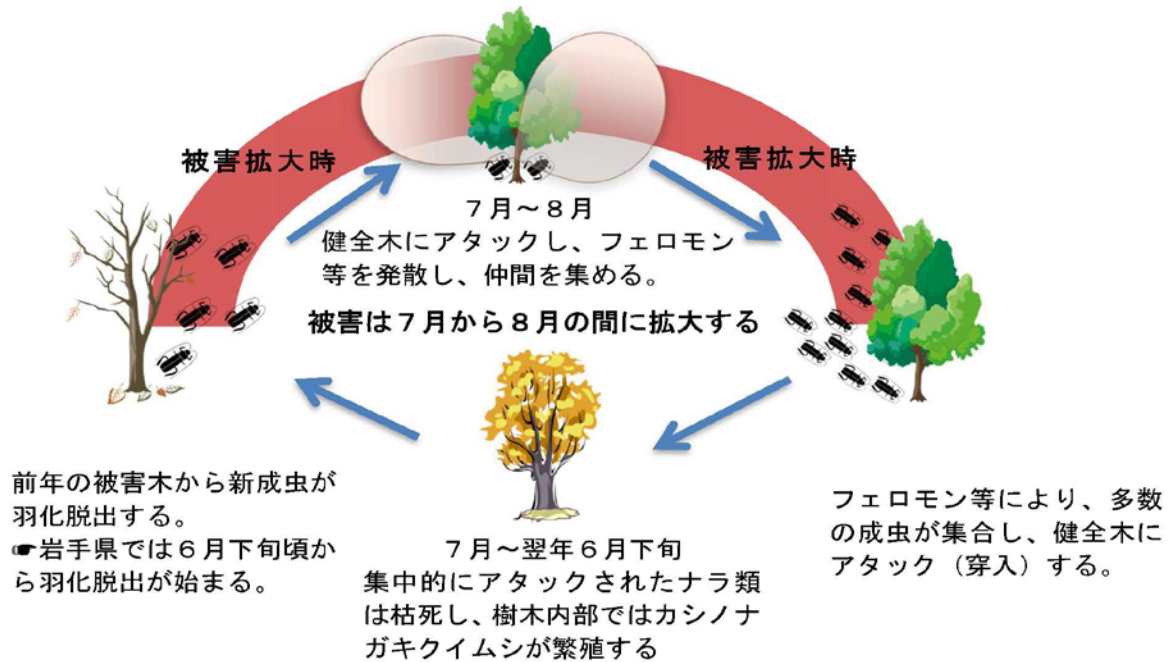 被害拡大時
被害拡大時
７月～８月
健全木にアタックし、フェロモン
等を発散し、仲間を集める。
被害は７月から８月の間に拡大する
前年の被害木から新成虫が
羽化脱出する。
☛岩手県では６月下旬頃か
ら羽化脱出が始まる。
７月～翌年６月下旬
集中的にアタックされたナラ類
は枯死し、樹木内部ではカシノナ
ガキクイムシが繁殖する
フェロモン等により、多数
の成虫が集合し、健全木に
アタック（穿入）する。